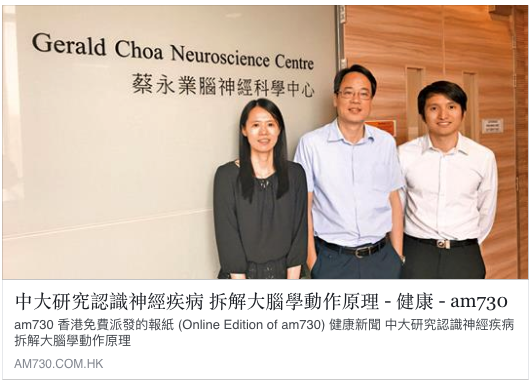 Gerald Choa Neuroscience Centre
蔡永業腦神經科學中心
中大研究認識神經疾病 拆解大腦學動作原理 - 健康 - am730
am730 香港免費派發的報紙 (Online Edition of am730) 健康新聞 中大研究認識神經疾病
拆解大腦學動作原理
AM730.COM.HK